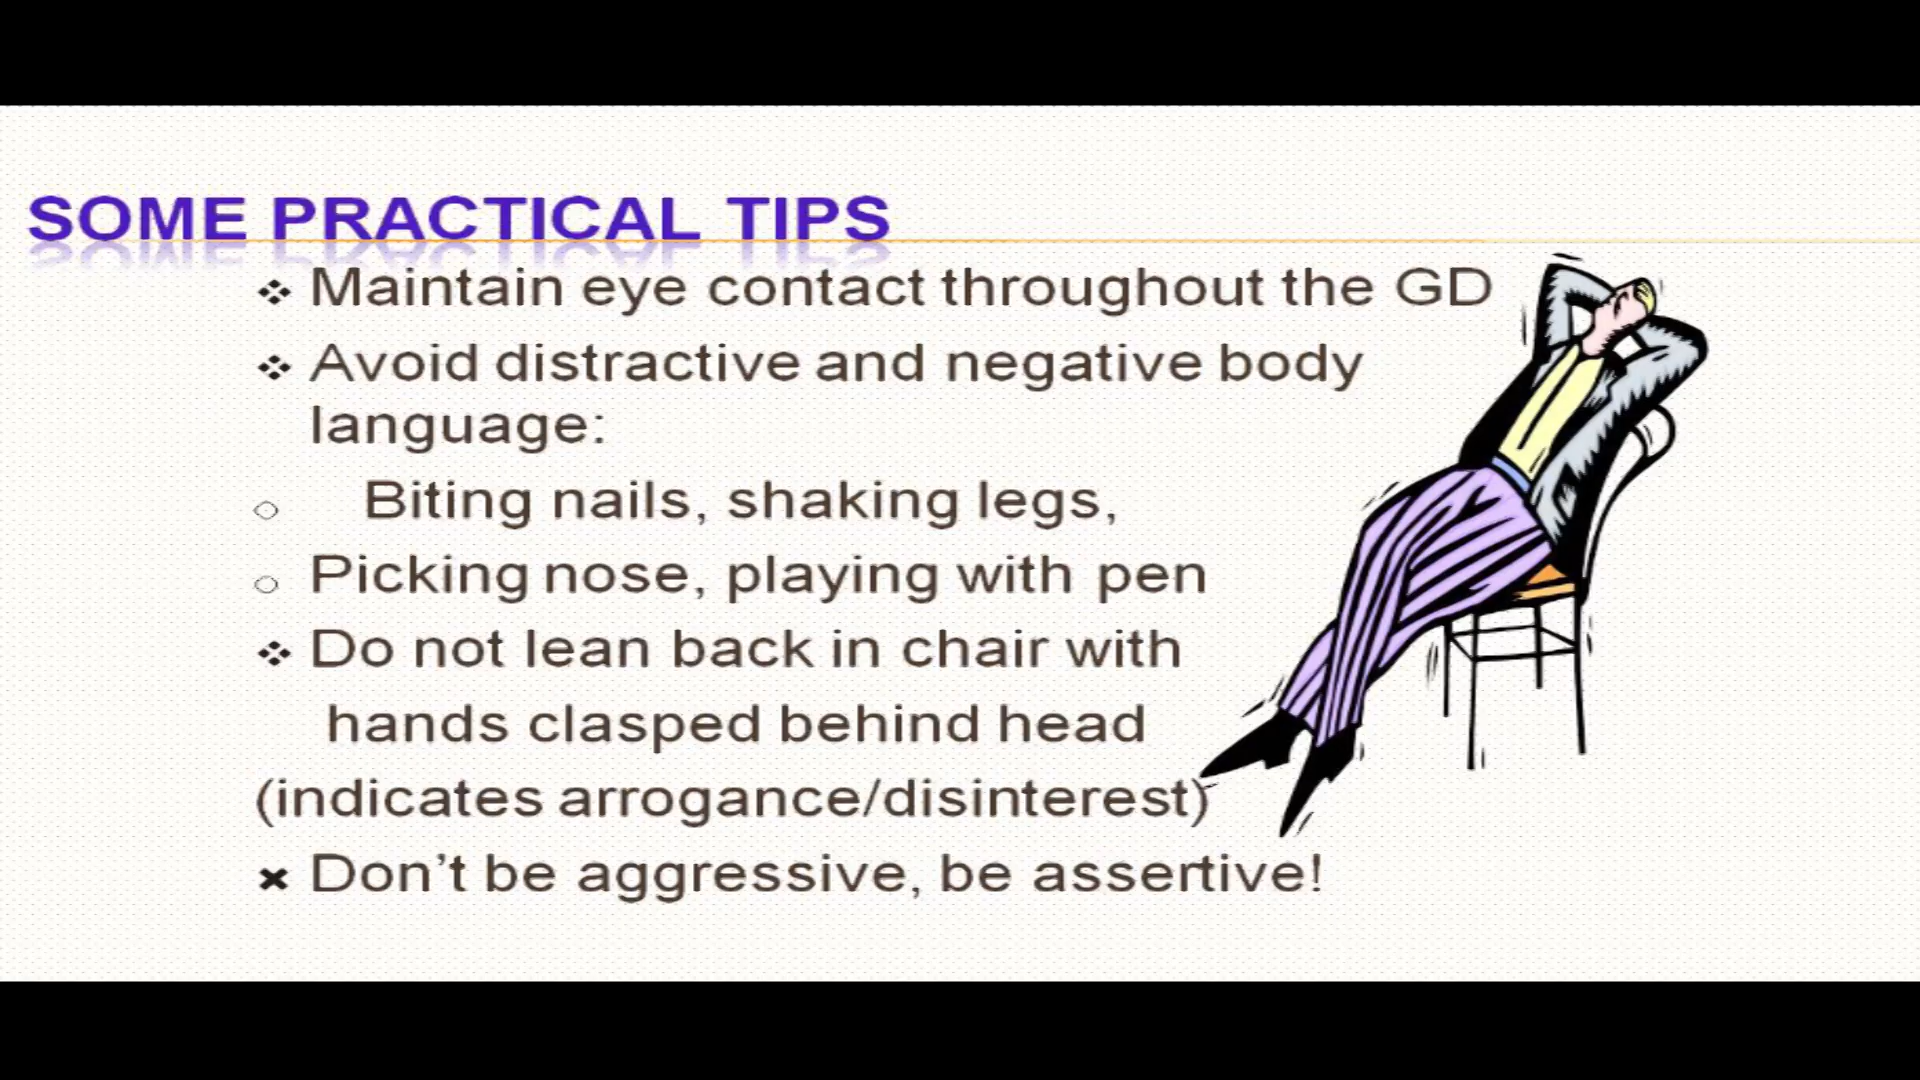 SOME PRACTICAL TIPS
Maintain eye contact throughout the GD
Avoid distractive and negative body
language:
Biting nails, shaking legs,
Picking nose, playing with pen
Do not lean back in chair with
hands clasped behind head
(indicates arrogance/disinterest)
Don’t be aggressive, be assertive!